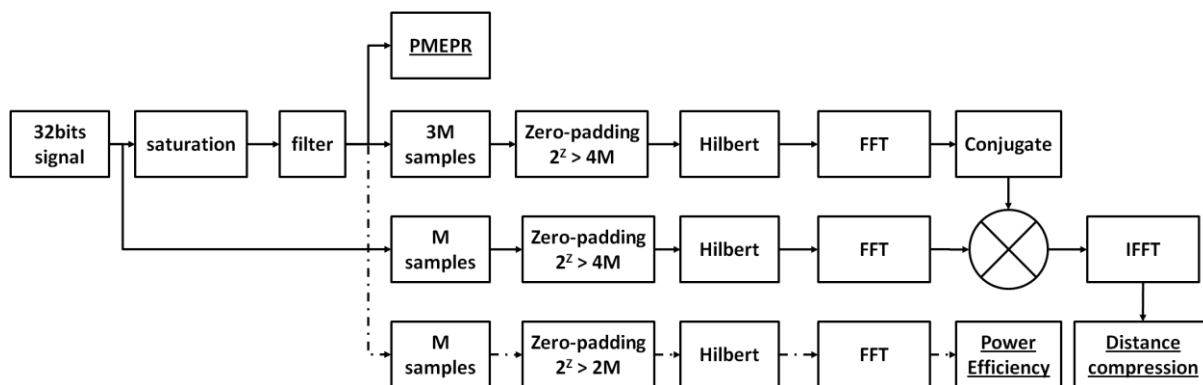 PMEPR
32bits
signal
saturation
filter
3M
samples
Zero-padding
2^Z > 4M
Hilbert
FFT
Conjugate
M
samples
Zero-padding
2^Z > 4M
Hilbert
FFT
IFFT
M
samples
Zero-padding
2^Z > 2M
Hilbert
FFT
Power
Efficiency
Distance
compression